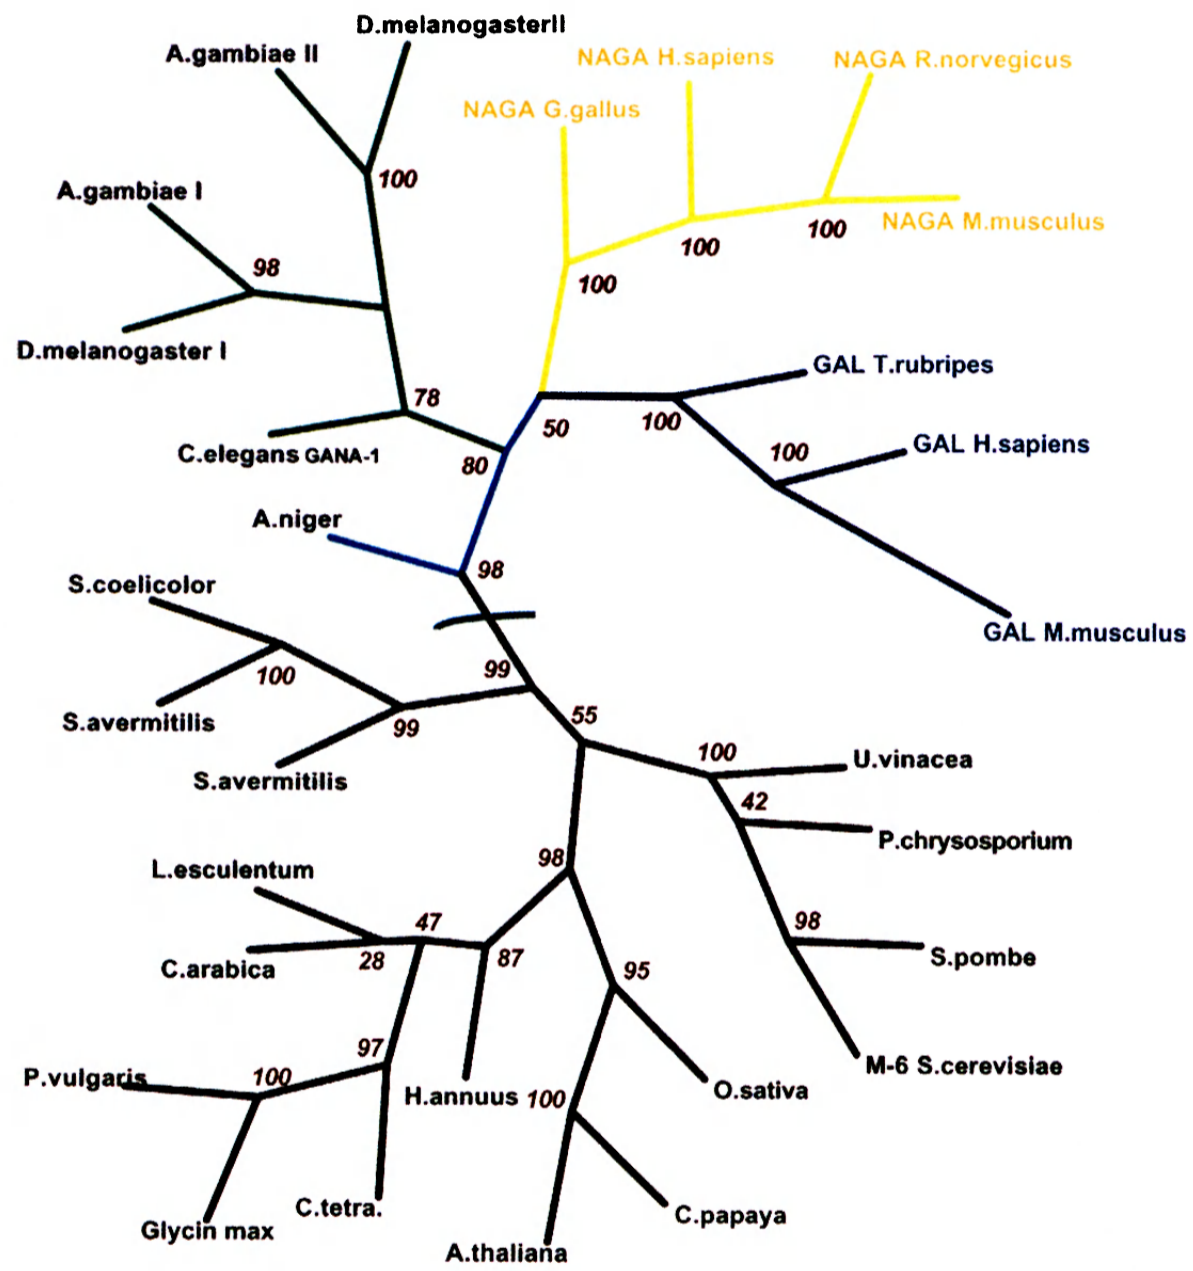 D.melanogasterII
A.gambiae II
NAGA H.sapiens
NAGA R.norvegicus
NAGA G.gallus
100
A.gambiae I
NAGA M.musculus
100
100
98
100
D.melanogaster I
GAL T.rubripes
78
50
100
GAL H.sapiens
100
C.elegans GANA-1
80
A.niger
98
S.coelicolor
GAL M.musculus
99
100
S.avermitilis
99
55
100
U.vinacea
S.avermitilis
42
P.chrysosporium
98
L.esculentum
47
98
C.arabica
28
87
95
S.pombe
97
M-6 S.cerevisiae
P.vulgaris
100
H.annuus
100
O.sativa
C.tetra.
C.papaya
Glycin max
A.thaliana